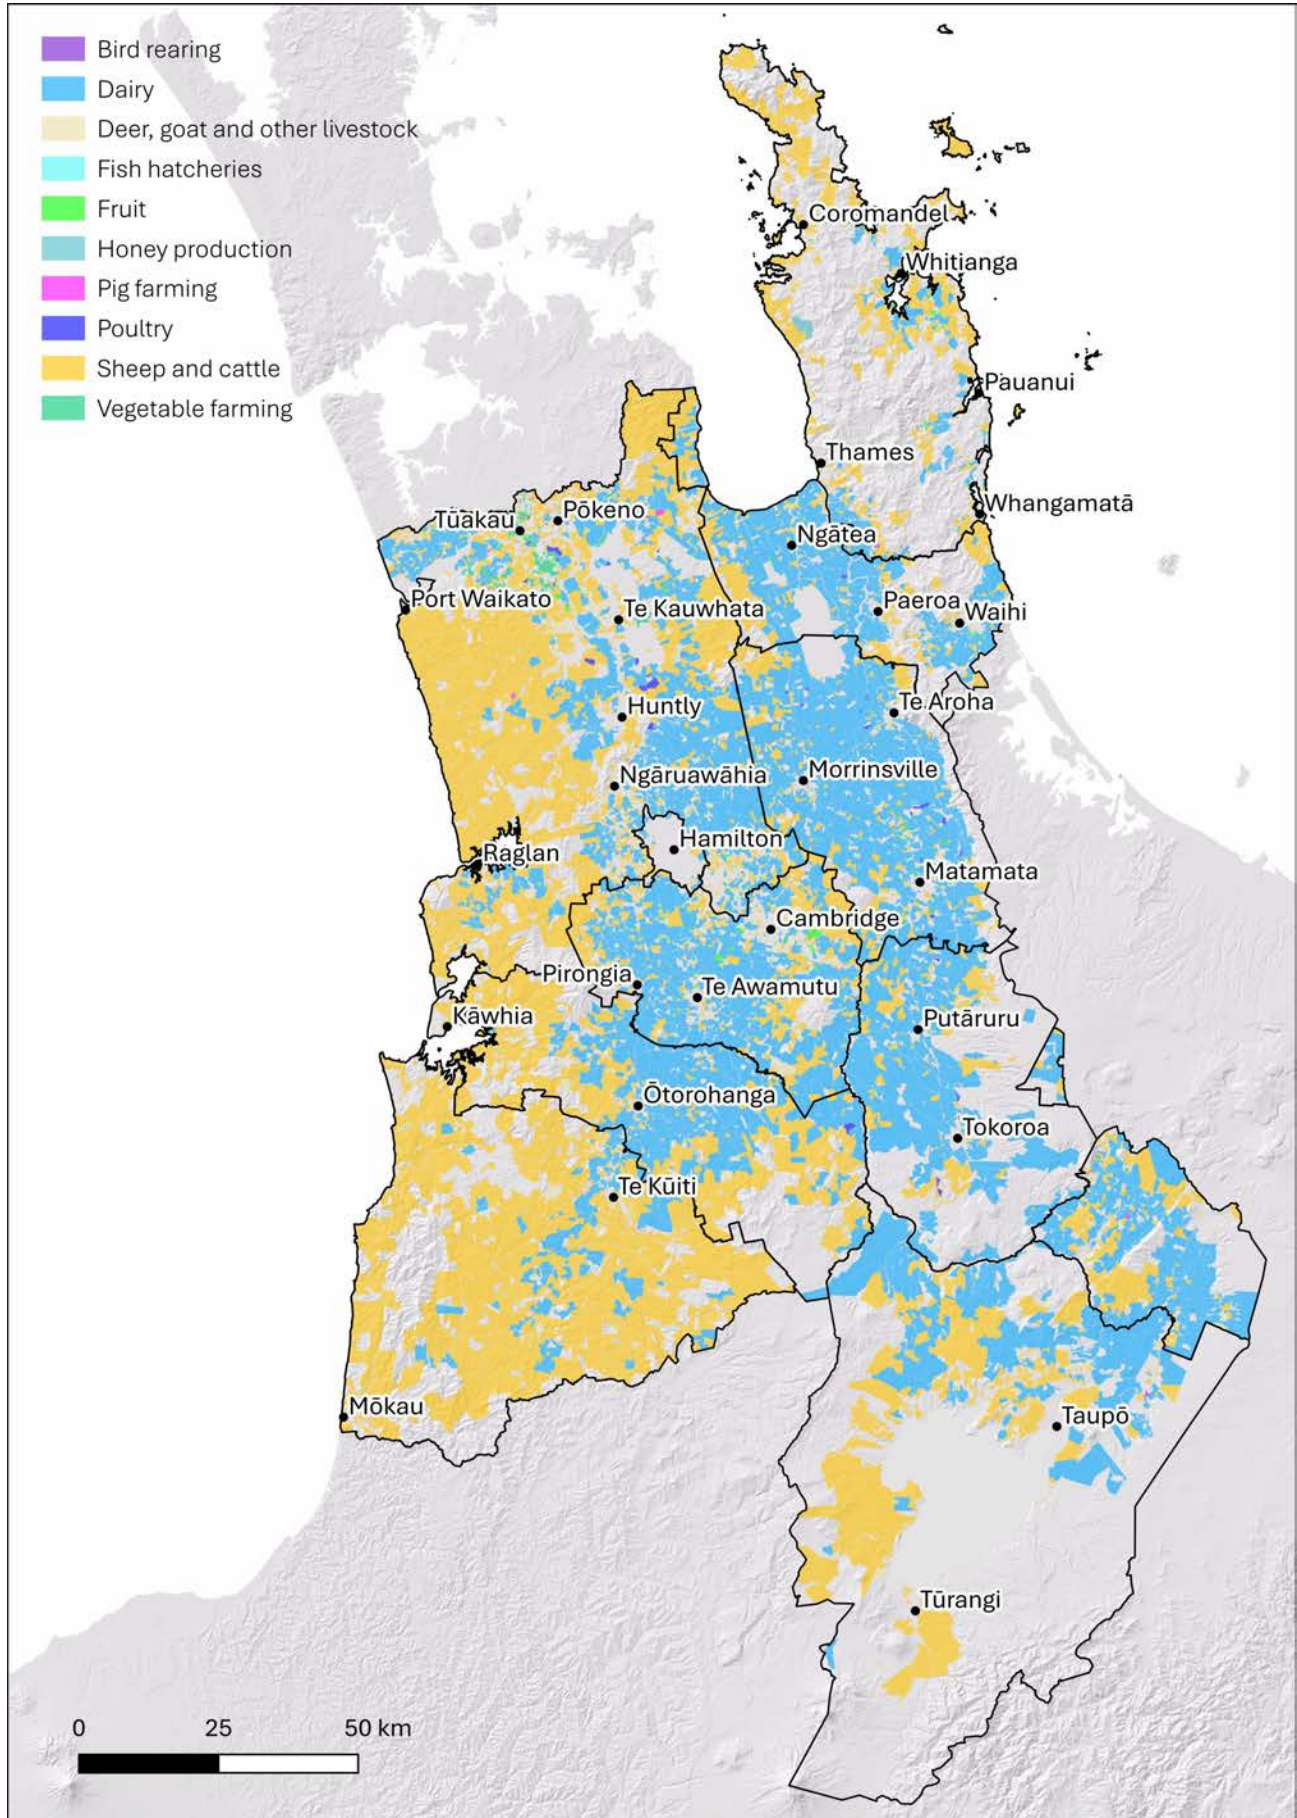 Bird rearing
Dairy
Deer, goat and other livestock
Fish hatcheries
Fruit
Honey production
Pig farming
Poultry
Sheep and cattle
Vegetable farming
Coromandel
Whitianga
Pauanui
Thames
Whangamatā
Tūākau
Pōkeno
Ngātea
Port Waikato
Te Kauwhata
Paeroa
Waihi
Huntly
Te Aroha
Ngāruawāhia
Morrinsville
Hamilton
Raglan
Matamata
Cambridge
Pirongia
Te Awamutu
Kāwhia
Putāruru
Ōtorohanga
Tokoroa
Te Kūiti
Mōkau
Taupō
Tūrangi
0 25 50 km